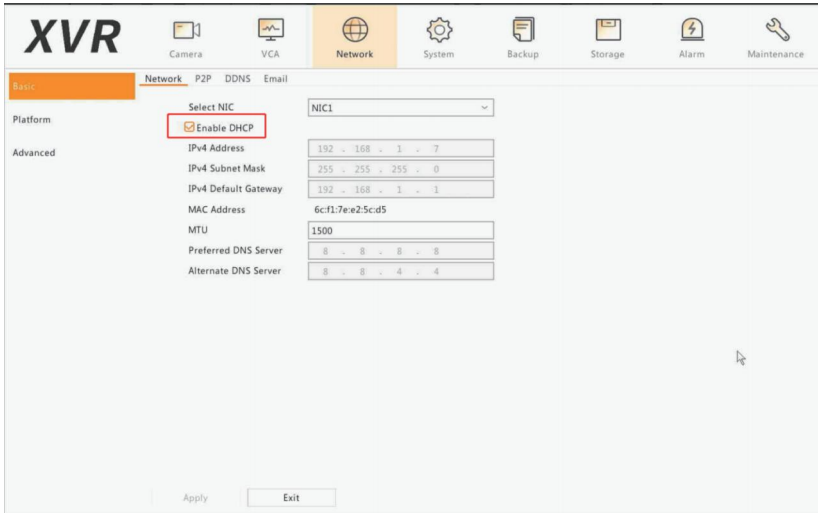 XVR
Camera VCA Network System Backup Storage Alarm Maintenance
Basic
Platform
Advanced
Network P2P DDNS Email
Select NIC NIC1
Enable DHCP
IPv4 Address 192 . 168 . 1 . 7
IPv4 Subnet Mask 255 . 255 . 255 . 0
IPv4 Default Gateway 192 . 168 . 1 . 1
MAC Address 6c:f1:7e:e2:5c:d5
MTU 1500
Preferred DNS Server 8 . 8 . 8 . 8
Alternate DNS Server 8 . 8 . 4 . 4
Apply Exit